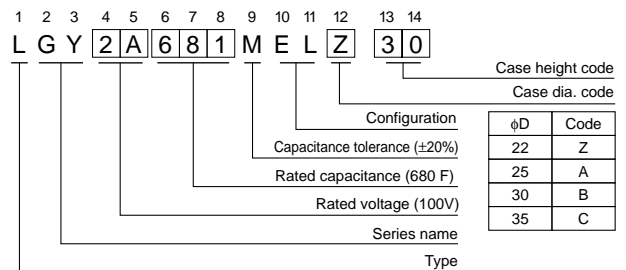 1 2 3 4 5 6 7 8 9 10 11 12 13 14
L G Y 2 A 6 8 1 M E L Z 3 0
Case height code
Case dia. code
Configuration
Capacitance tolerance (±20%)
Rated capacitance (680 F)
Rated voltage (100V)
Series name
Type
ϕD Code
22 Z
25 A
30 B
35 C